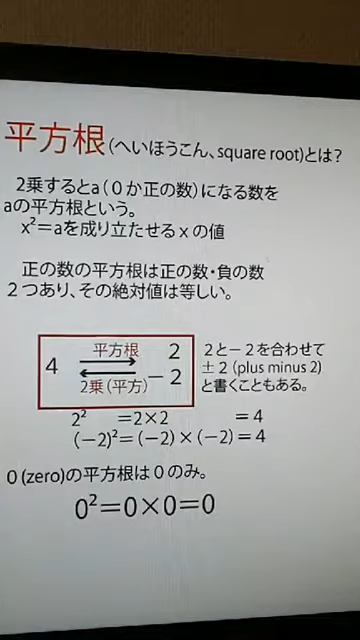 平方根(へいほうこん、square root)とは?
2乗するとa(0か正の数)になる数を
aの平方根という。
x²=aを成り立たせるxの値
正の数の平方根は正の数・負の数
2つあり、その絶対値は等しい。
4 平方根 2
2乗(平方) −2
2と−2を合わせて
±2 (plus minus 2)
と書くこともある。
2² =2×2 =4
(−2)²=(−2)×(−2)=4
0 (zero)の平方根は0のみ。
0²=0×0=0